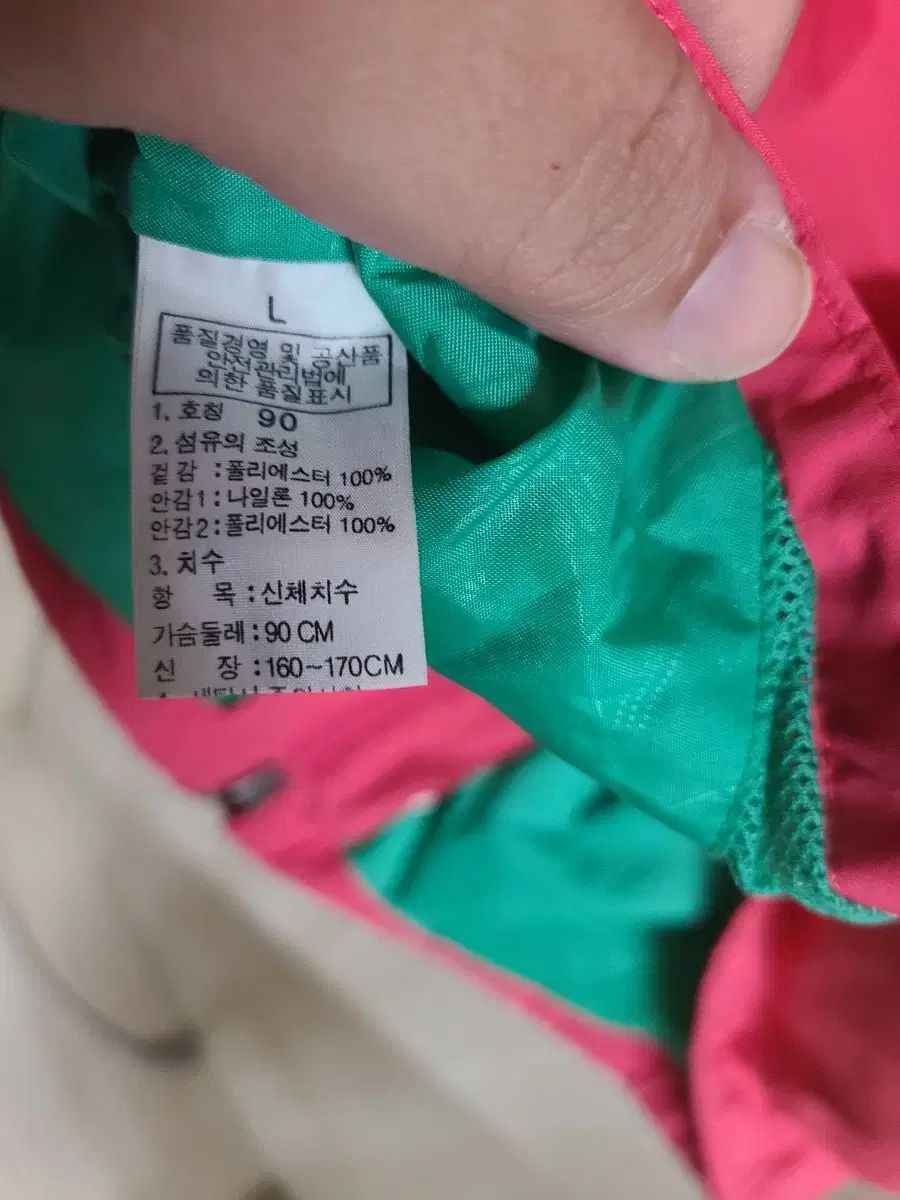 L
품질경영 및 공산품
안전관리법에
의한 품질표시
1. 호칭 90
2. 섬유의 조성
겉감 : 폴리에스터 100%
안감1 : 나일론 100%
안감2 : 폴리에스터 100%
3. 치수
항 목 : 신체치수
가슴둘레 : 90 CM
신 장 : 160~170CM